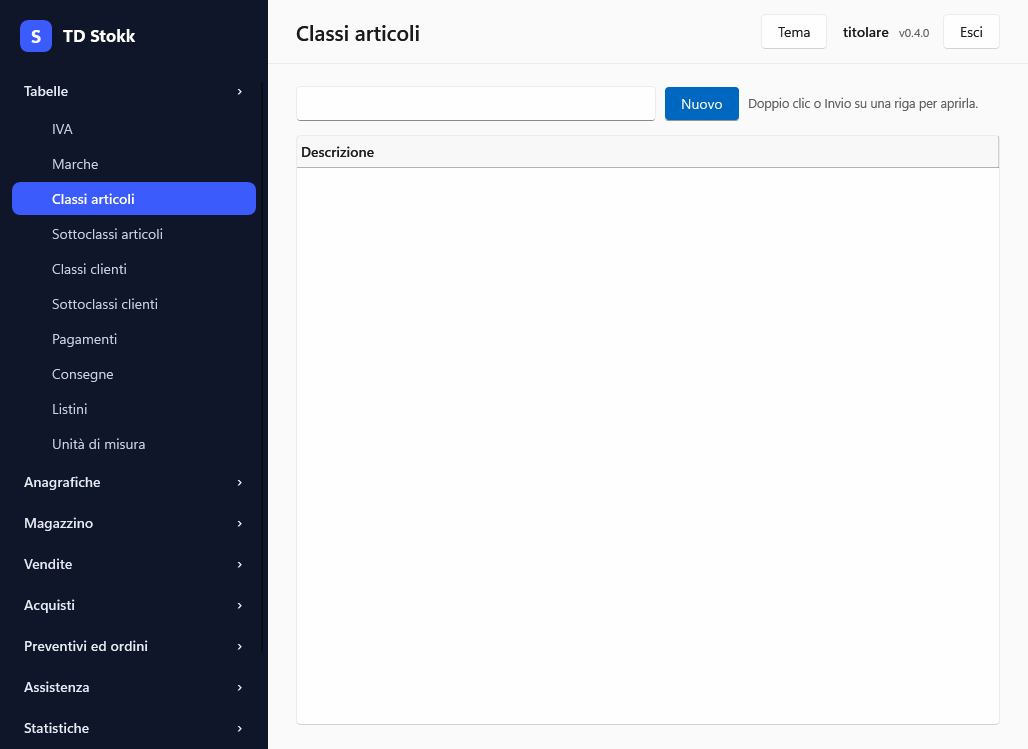 S TD Stokk
Tabelle
IVA
Marche
Classi articoli
Sottoclassi articoli
Classi clienti
Sottoclassi clienti
Pagamenti
Consegne
Listini
Unità di misura
Anagrafiche
Magazzino
Vendite
Acquisti
Preventivi ed ordini
Assistenza
Statistiche
Classi articoli
Tema titolare v0.4.0 Esci
Nuovo Doppio clic o Invio su una riga per aprirla.
Descrizione